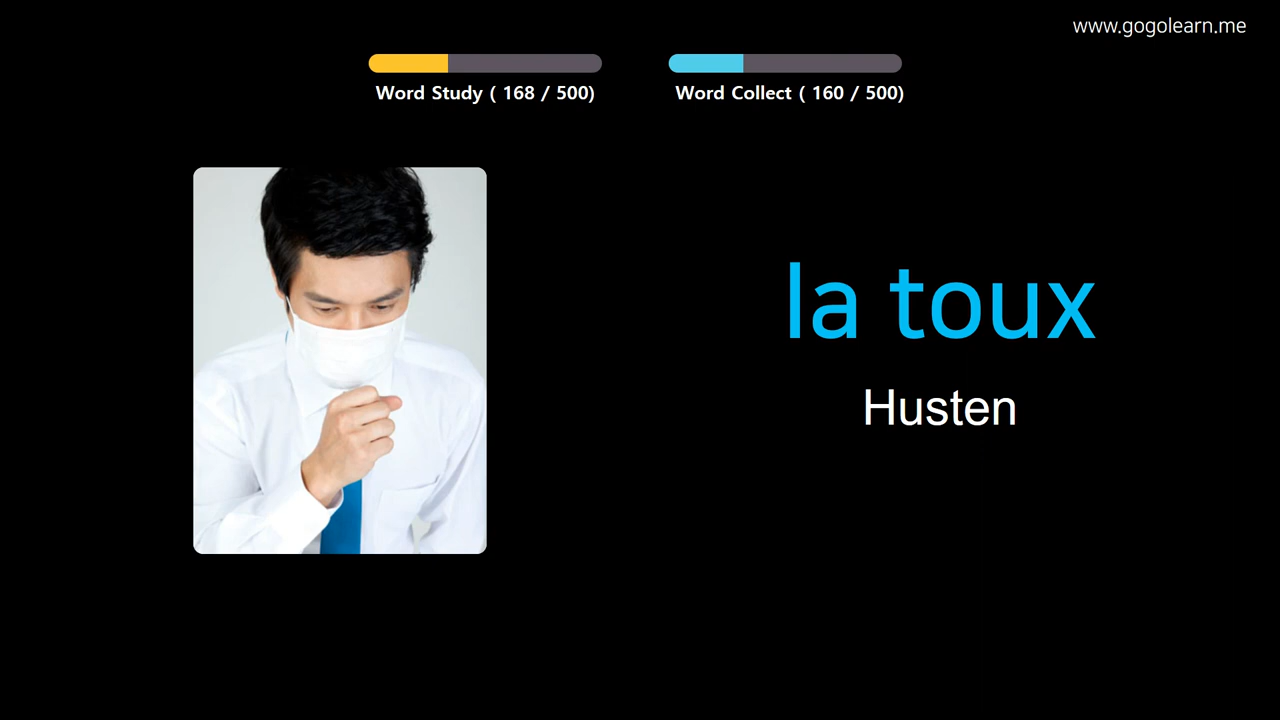 www.gogolearn.me
Word Study ( 168 / 500)
Word Collect ( 160 / 500)
la toux
Husten